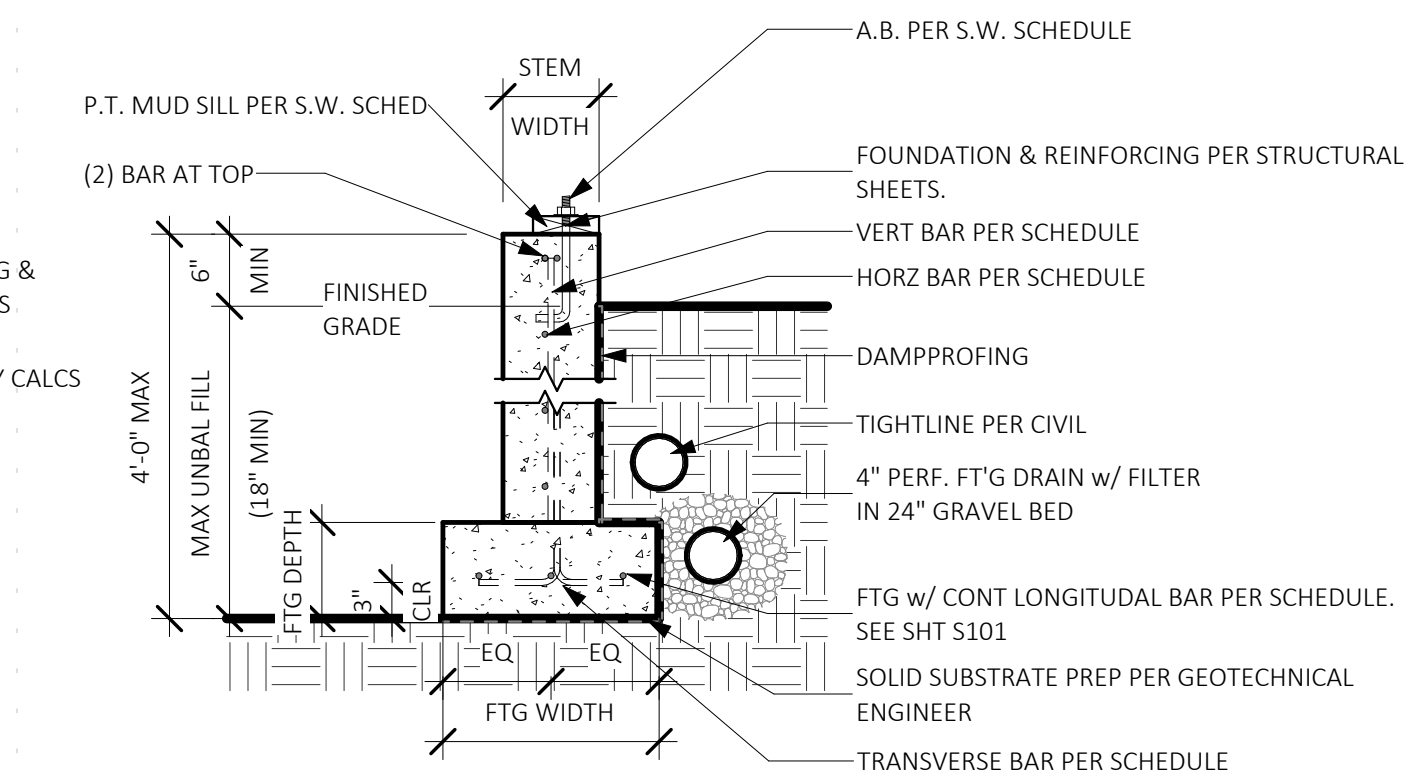 A.B. PER S.W. SCHEDULE
STEM
WIDTH
P.T. MUD SILL PER S.W. SCHED
(2) BAR AT TOP
FOUNDATION & REINFORCING PER STRUCTURAL
SHEETS.
VERT BAR PER SCHEDULE
HORZ BAR PER SCHEDULE
G &
S
6"
MIN
FINISHED
GRADE
DAMPPROFING
/ CALCS
4'-0" MAX
MAX UNBAL FILL
(18" MIN)
TIGHTLINE PER CIVIL
4" PERF. FT'G DRAIN w/ FILTER
IN 24" GRAVEL BED
FTG DEPTH
3"
CLR
FTG w/ CONT LONGITUDAL BAR PER SCHEDULE.
SEE SHT S101
EQ
EQ
FTG WIDTH
SOLID SUBSTRATE PREP PER GEOTECHNICAL
ENGINEER
TRANSVERSE BAR PER SCHEDULE